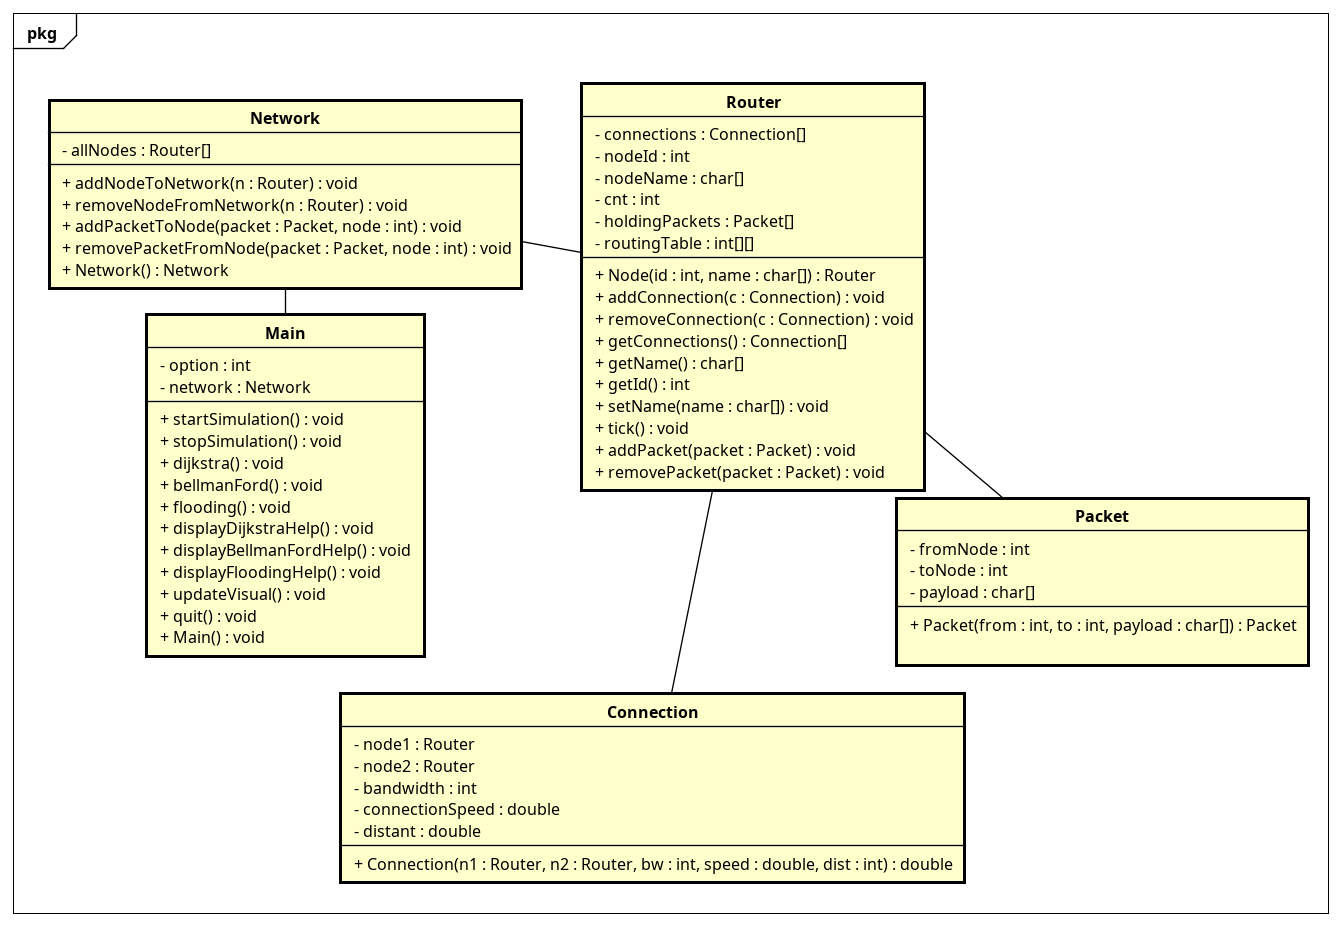 pkg
Network
- allNodes : Router[]
+ addNodeToNetwork(n : Router) : void
+ removeNodeFromNetwork(n : Router) : void
+ addPacketToNode(packet : Packet, node : int) : void
+ removePacketFromNode(packet : Packet, node : int) : void
+ Network() : Network
Router
- connections : Connection[]
- nodeId : int
- nodeName : char[]
- cnt : int
- holdingPackets : Packet[]
- routingTable : int[][]
+ Node(id : int, name : char[]) : Router
+ addConnection(c : Connection) : void
+ removeConnection(c : Connection) : void
+ getConnections() : Connection[]
+ getName() : char[]
+ getId() : int
+ setName(name : char[]) : void
+ tick() : void
+ addPacket(packet : Packet) : void
+ removePacket(packet : Packet) : void
Main
- option : int
- network : Network
+ startSimulation() : void
+ stopSimulation() : void
+ dijkstra() : void
+ bellmanFord() : void
+ flooding() : void
+ displayDijkstraHelp() : void
+ displayBellmanFordHelp() : void
+ displayFloodingHelp() : void
+ updateVisual() : void
+ quit() : void
+ Main() : void
Packet
- fromNode : int
- toNode : int
- payload : char[]
+ Packet(from : int, to : int, payload : char[]) : Packet
Connection
- node1 : Router
- node2 : Router
- bandwidth : int
- connectionSpeed : double
- distant : double
+ Connection(n1 : Router, n2 : Router, bw : int, speed : double, dist : int) : double